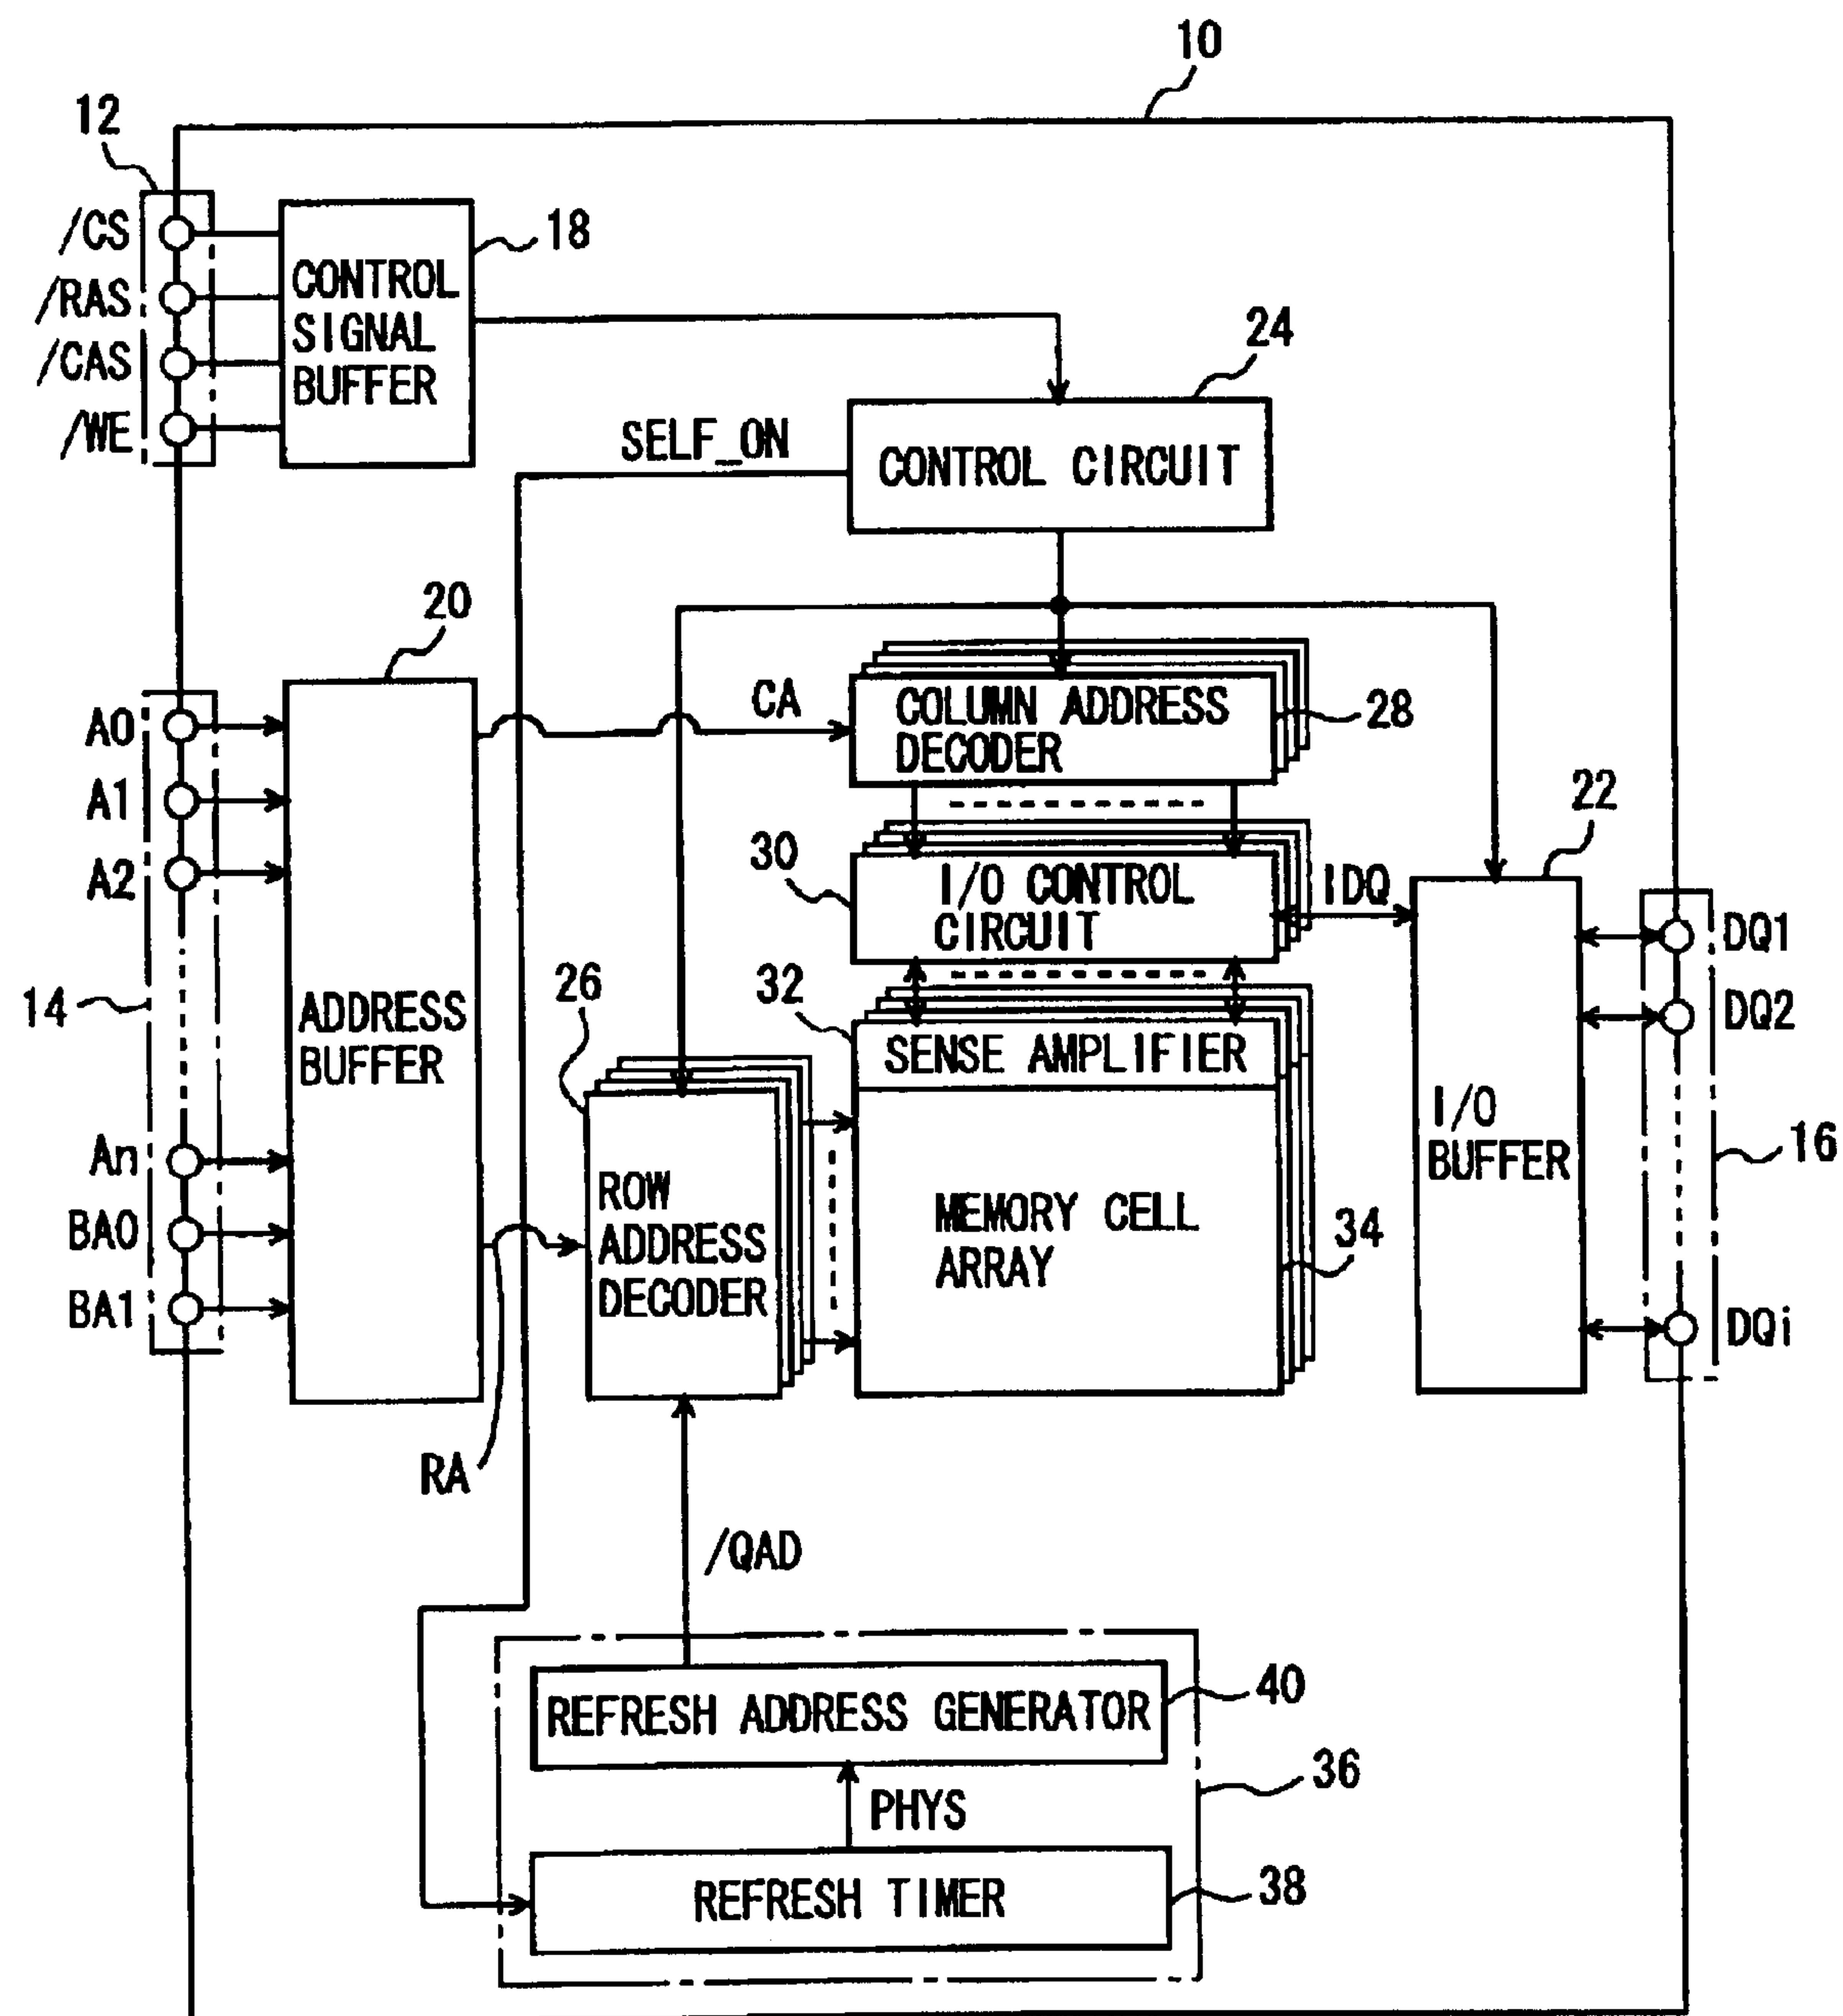 10
12
/CS
/RAS
/CAS
/WE
CONTROL
SIGNAL
BUFFER
18
24
SELF_ON
CONTROL CIRCUIT
20
CA
COLUMN ADDRESS
DECODER
28
A0
A1
A2
22
30
I/O CONTROL
CIRCUIT
IDQ
DQ1
DQ2
14
ADDRESS
BUFFER
26
32
SENSE AMPLIFIER
I/O
BUFFER
16
An
BA0
BA1
ROW
ADDRESS
DECODER
MEMORY CELL
ARRAY
34
DQi
RA
/QAD
REFRESH ADDRESS GENERATOR
40
36
PHYS
REFRESH TIMER
38